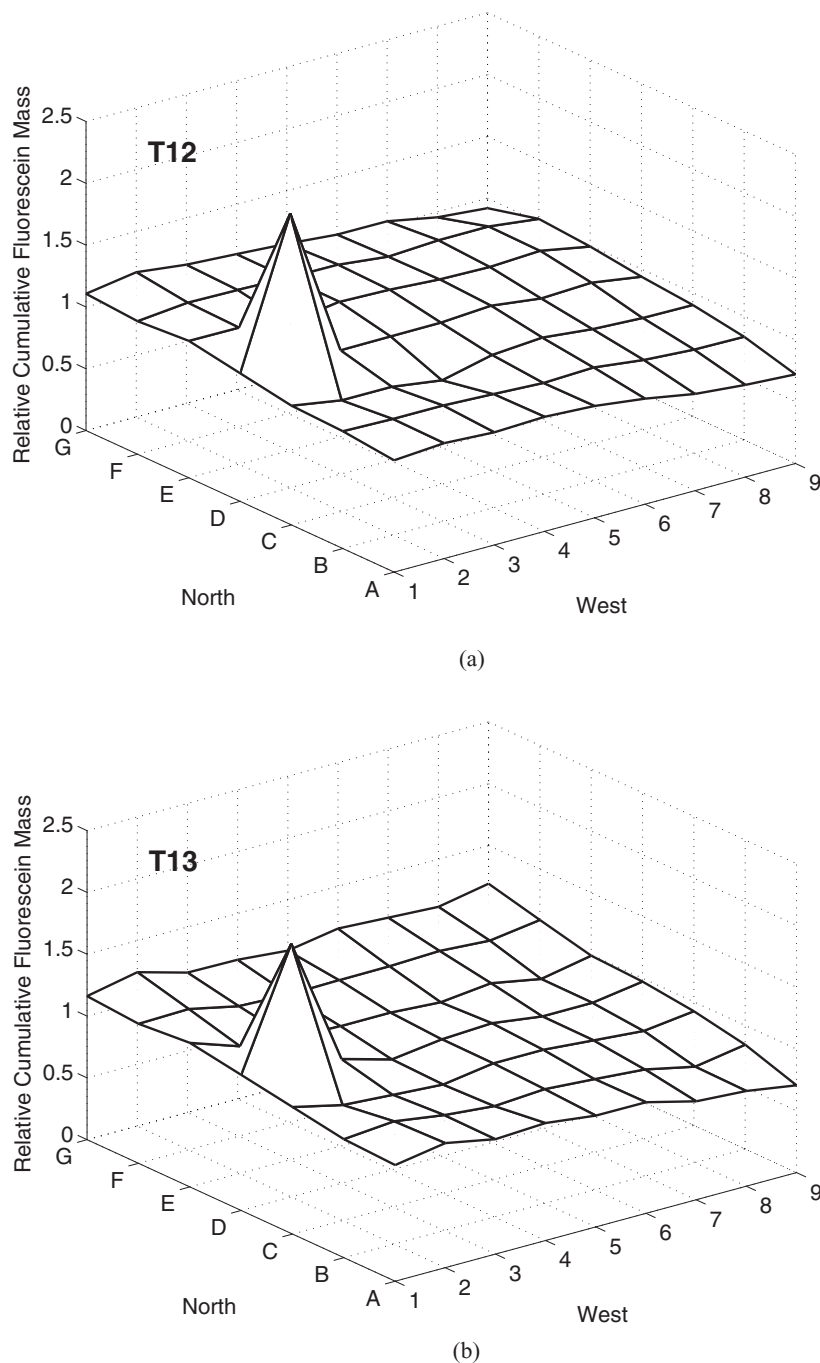 Relative Cumulative Fluorescein Mass
2.5
2
1.5
1
0.5
0
T12
G
F
E
D
C
B
A
North
1
2
3
4
5
6
7
8
9
West
(a)
Relative Cumulative Fluorescein Mass
2.5
2
1.5
1
0.5
0
T13
G
F
E
D
C
B
A
North
1
2
3
4
5
6
7
8
9
West
(b)